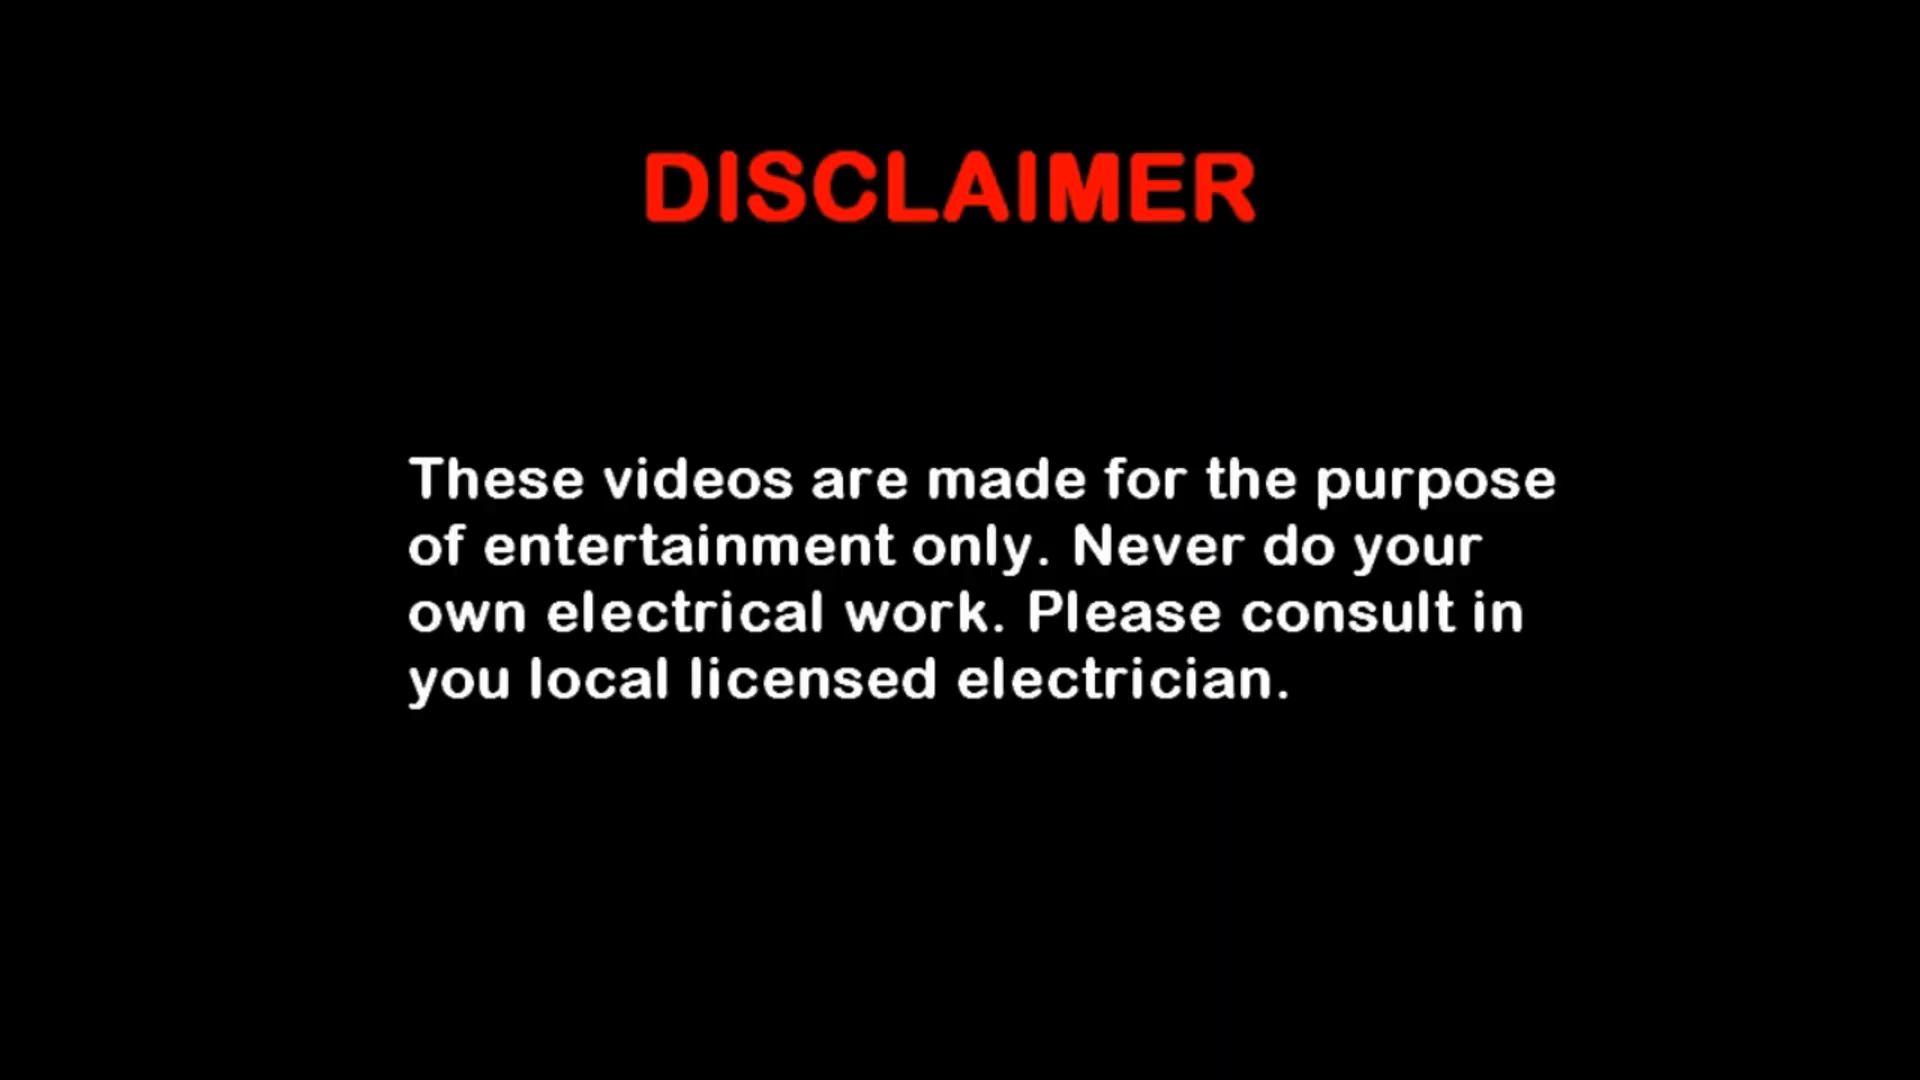 DISCLAIMER
These videos are made for the purpose
of entertainment only. Never do your
own electrical work. Please consult in
you local licensed electrician.